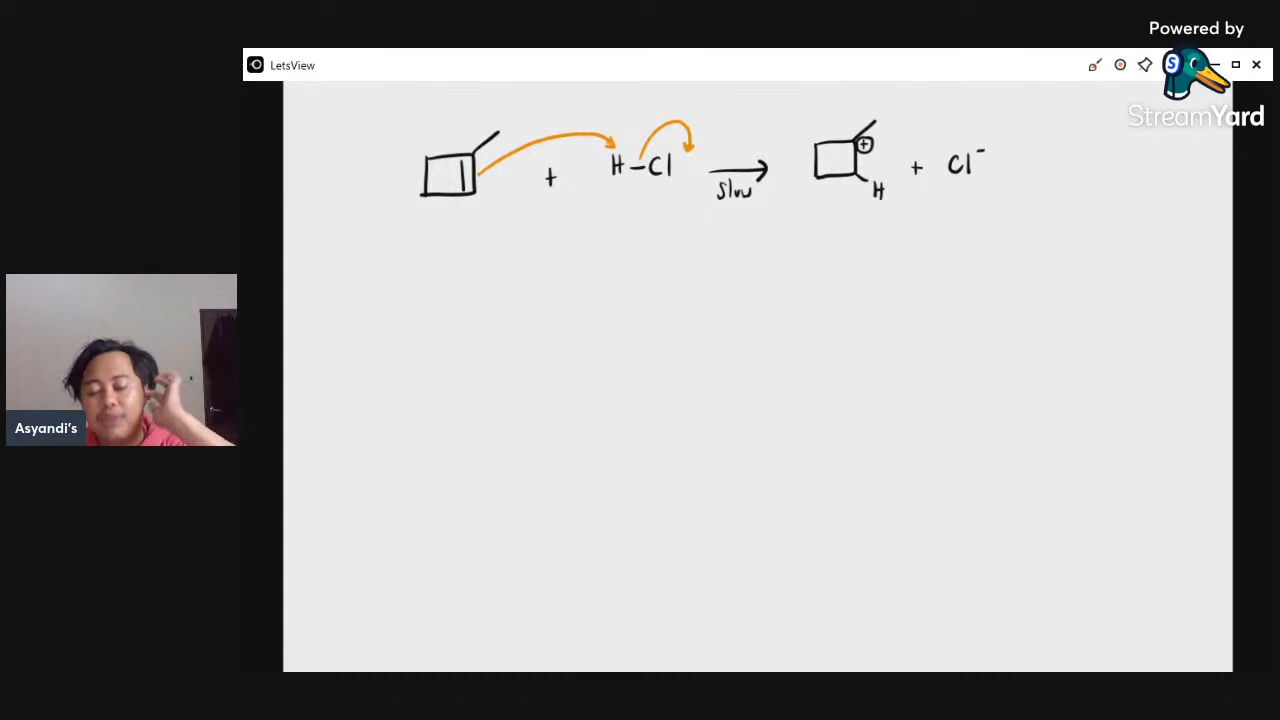 Powered by
LetsView
S
StreamYard
+ H-Cl → + Cl⁻
⊕
slow
H
Asyandi's